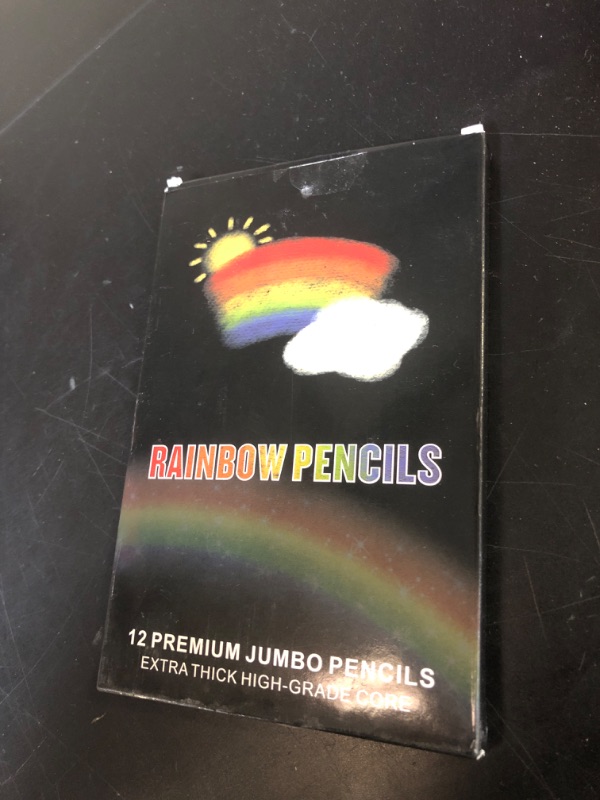 RAINBOW PENCILS
12 PREMIUM JUMBO PENCILS
EXTRA THICK HIGH-GRADE CORE